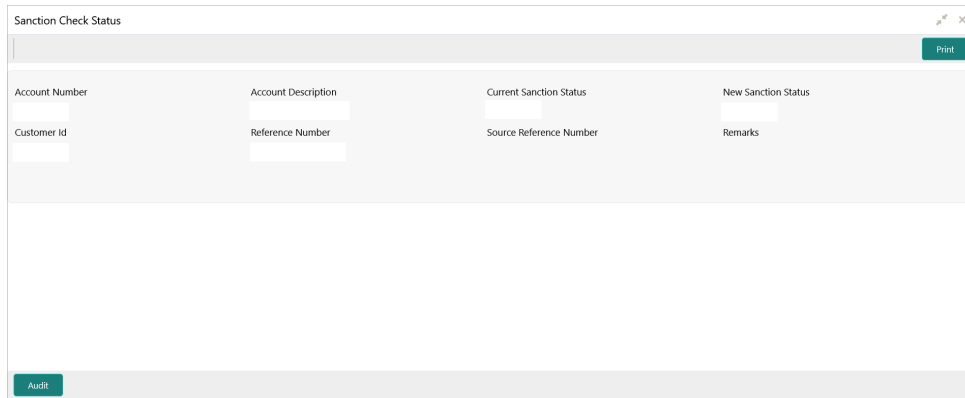 Sanction Check Status
Print
Account Number Account Description Current Sanction Status New Sanction Status
Customer Id Reference Number Source Reference Number Remarks
Audit